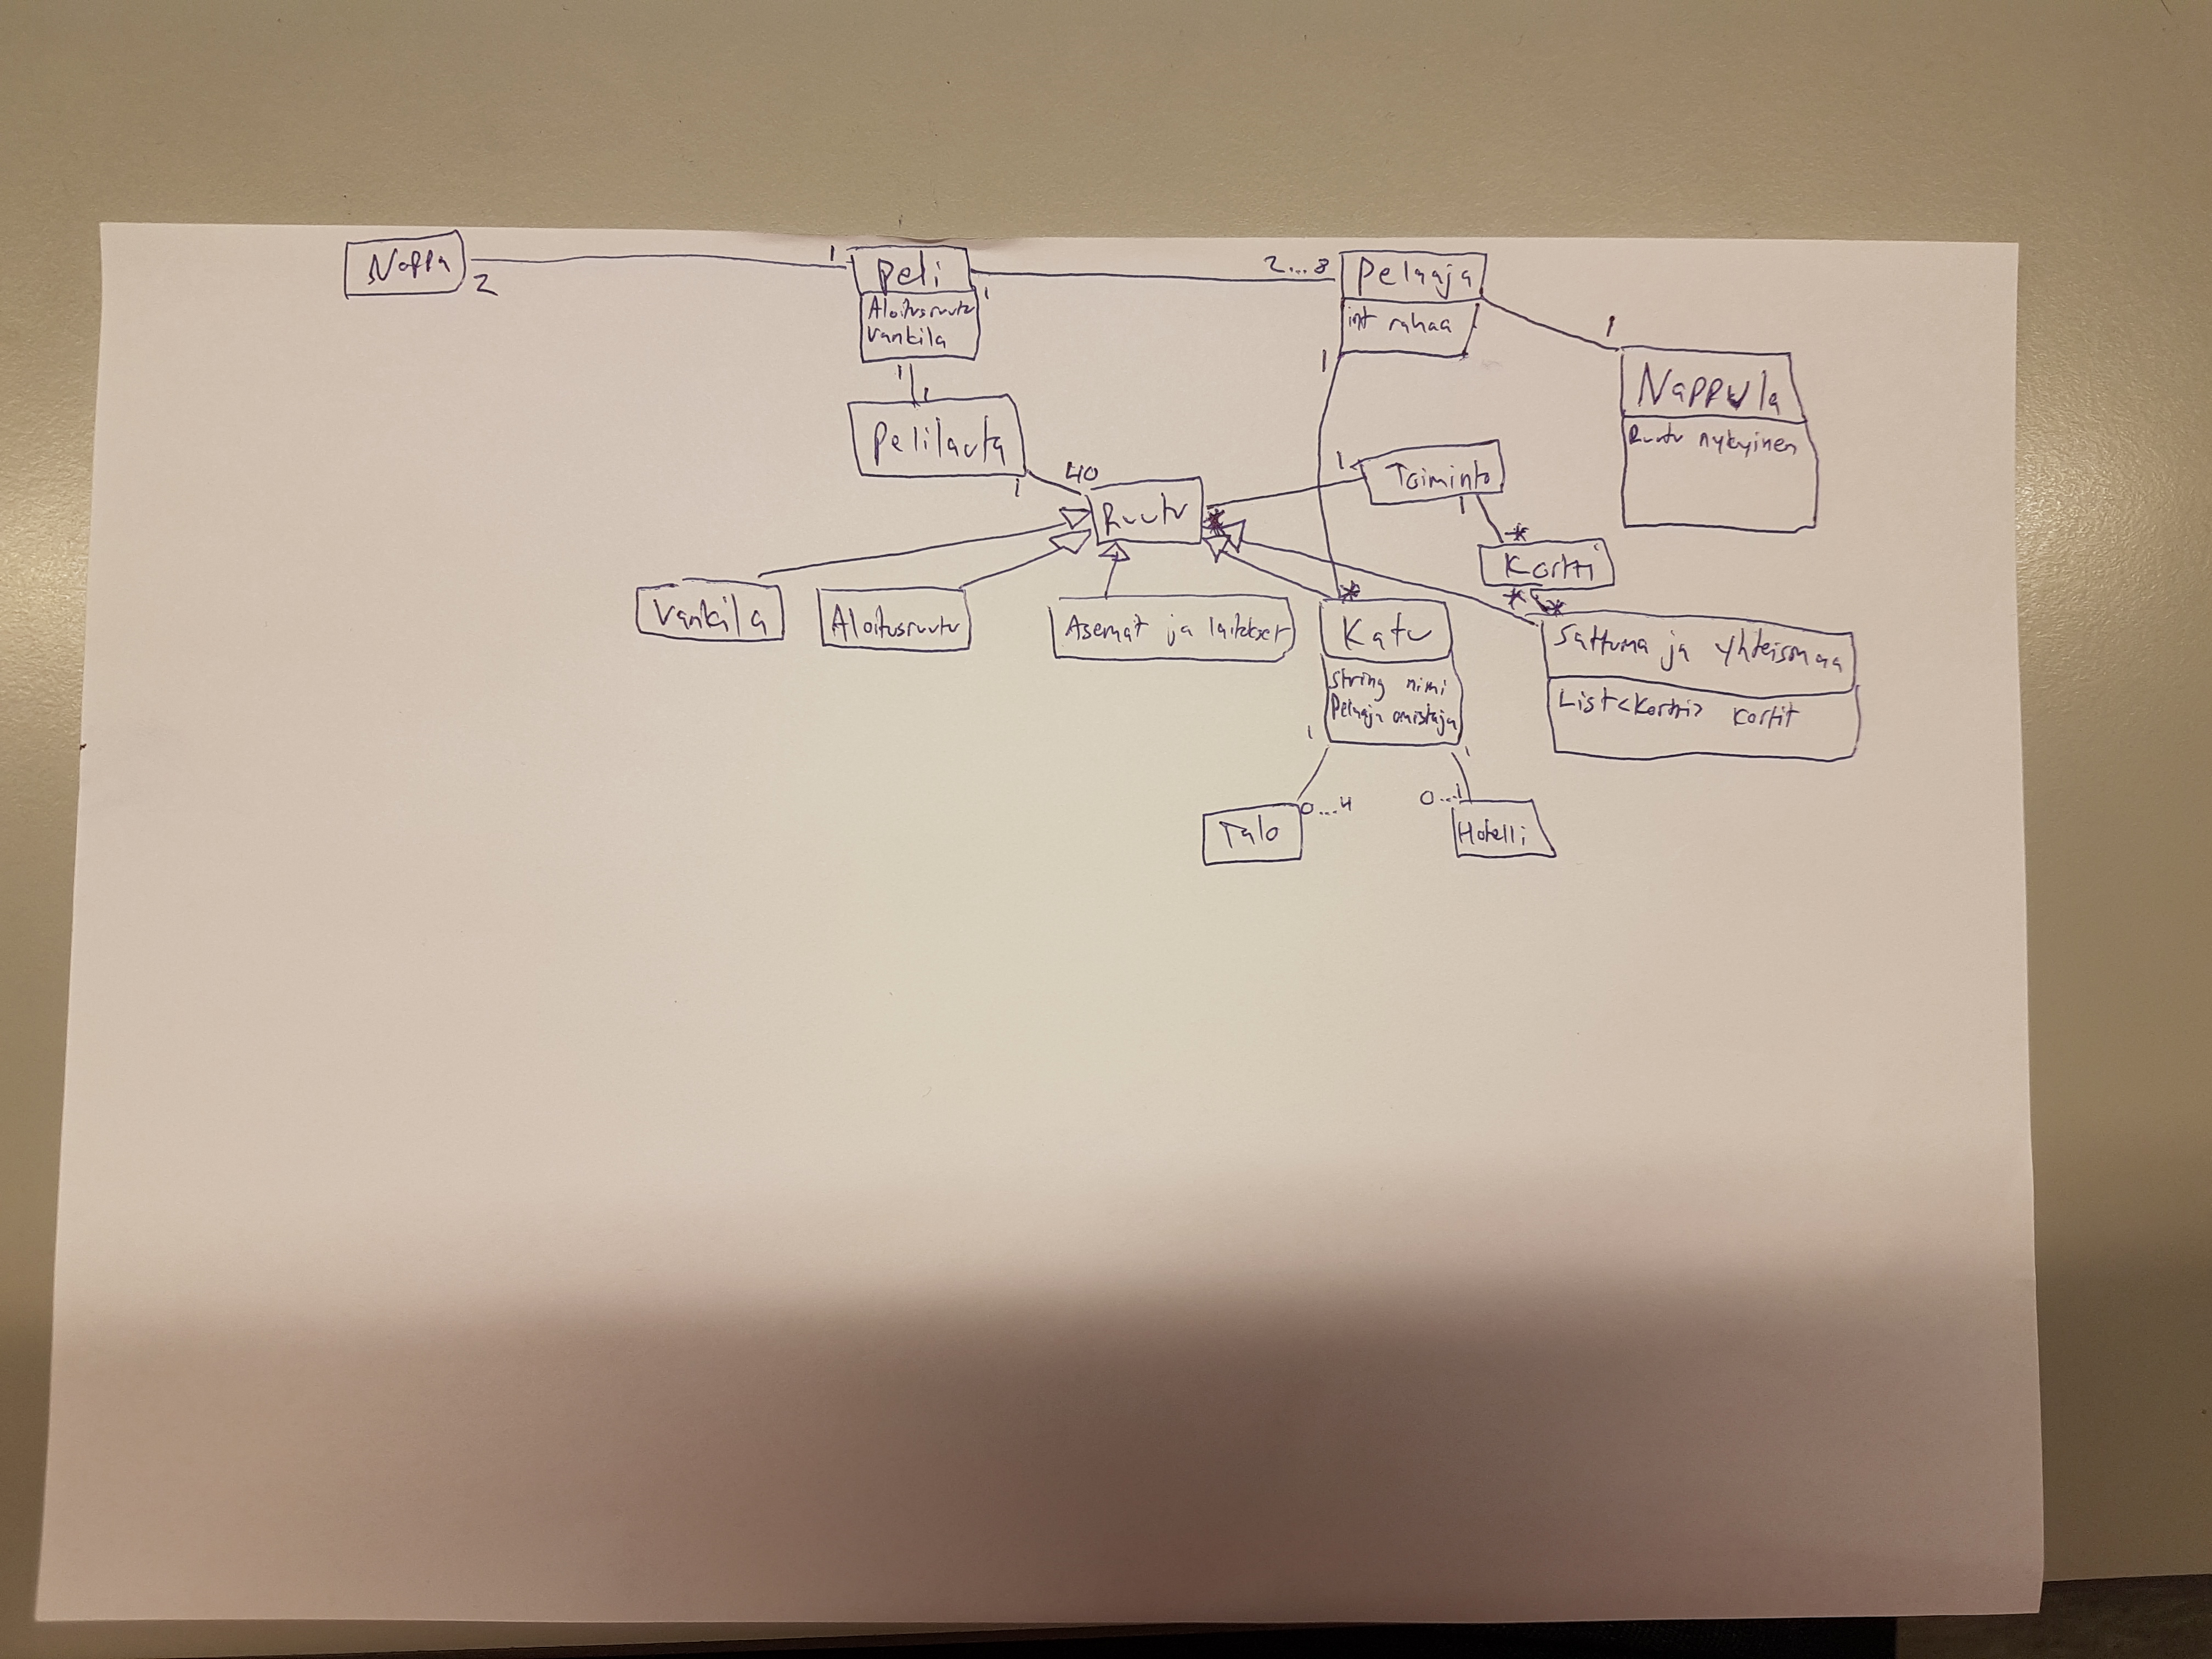 Noppa
2
1
Peli
1
Aloitusruutu
Vankila
2...8
Pelaaja
int rahaa
1
1
Nappula
Ruutu nykyinen
1
1
Pelilauta
1
40
Ruutu
*
1
Toiminto
1
*
Kortti
*
*
Vankila
Aloitusruutu
Asemat ja laitokset
*
Katu
String nimi
Pelaaja omistaja
Sattuma ja yhteismaa
List<Kortti> kortit
1
1
0...4
Talo
0...1
Hotelli